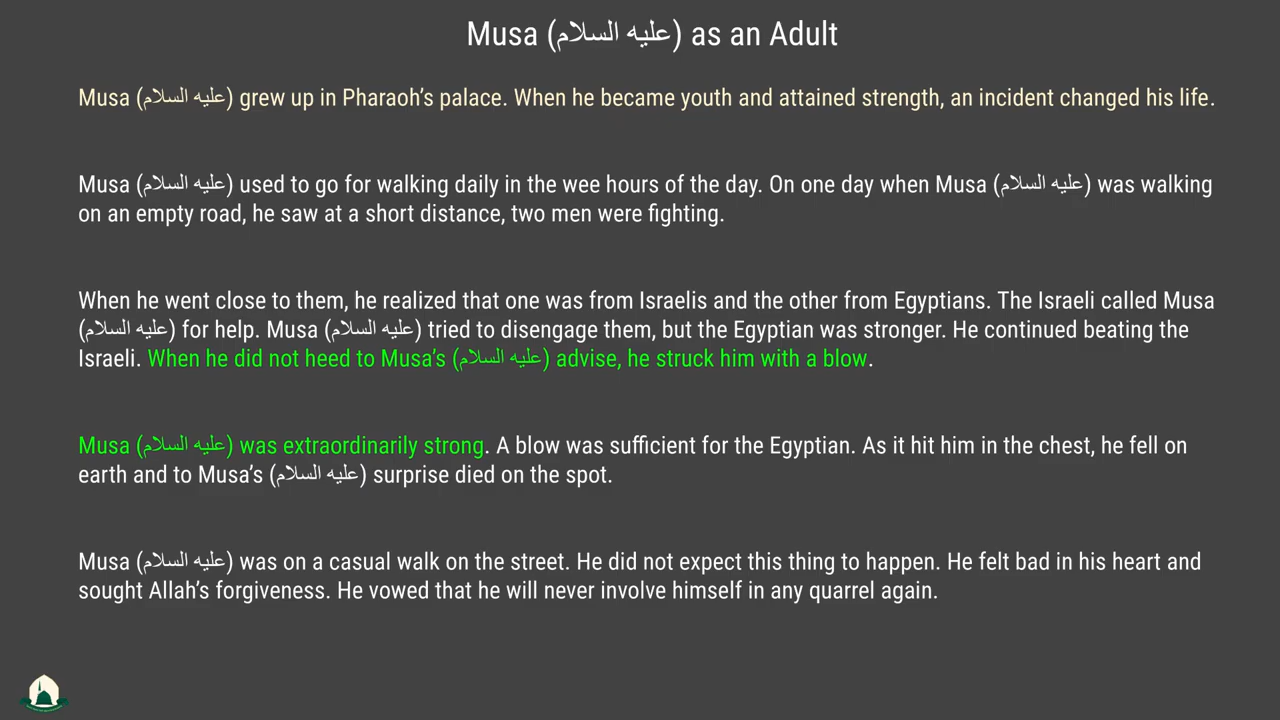 Musa (عليه السلام) as an Adult
Musa (عليه السلام) grew up in Pharaoh's palace. When he became youth and attained strength, an incident changed his life.
Musa (عليه السلام) used to go for walking daily in the wee hours of the day. On one day when Musa (عليه السلام) was walking
on an empty road, he saw at a short distance, two men were fighting.
When he went close to them, he realized that one was from Israelis and the other from Egyptians. The Israeli called Musa
(عليه السلام) for help. Musa (عليه السلام) tried to disengage them, but the Egyptian was stronger. He continued beating the
Israeli. When he did not heed to Musa's (عليه السلام) advise, he struck him with a blow.
Musa (عليه السلام) was extraordinarily strong. A blow was sufficient for the Egyptian. As it hit him in the chest, he fell on
earth and to Musa's (عليه السلام) surprise died on the spot.
Musa (عليه السلام) was on a casual walk on the street. He did not expect this thing to happen. He felt bad in his heart and
sought Allah's forgiveness. He vowed that he will never involve himself in any quarrel again.